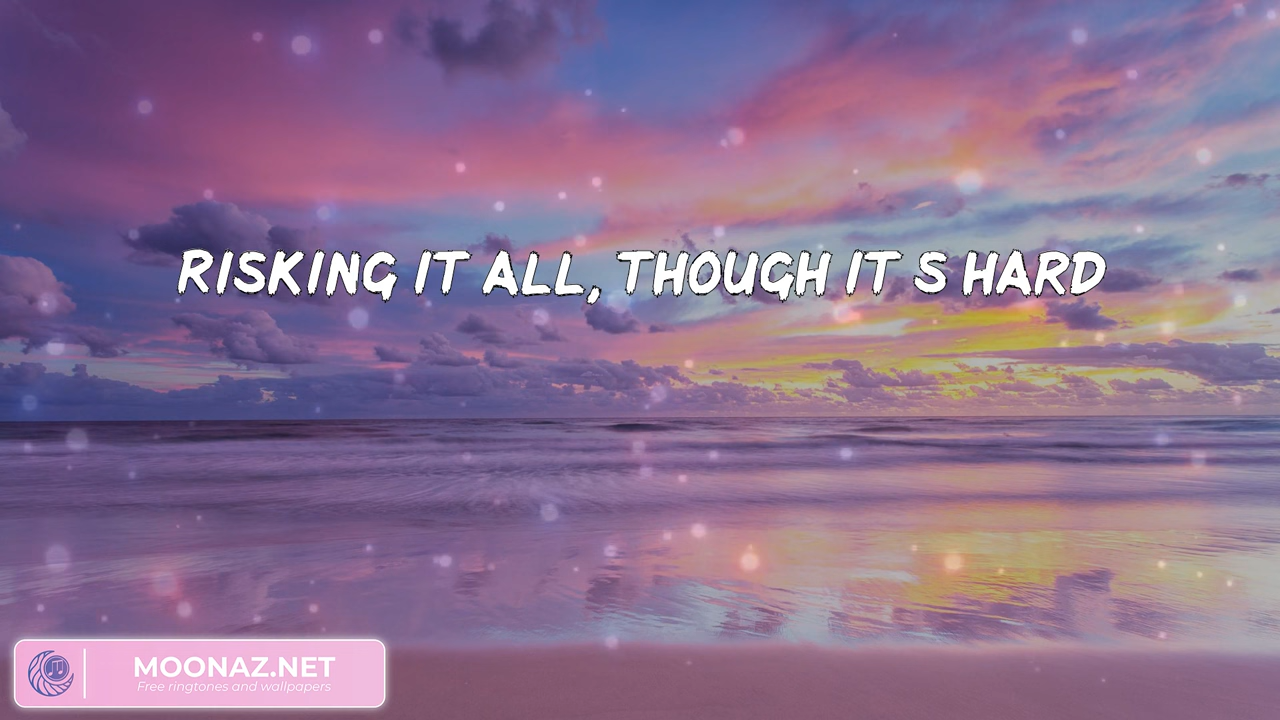 RISKING IT ALL, THOUGH IT S HARD
MOONAZ.NET
Free ringtones and wallpapers